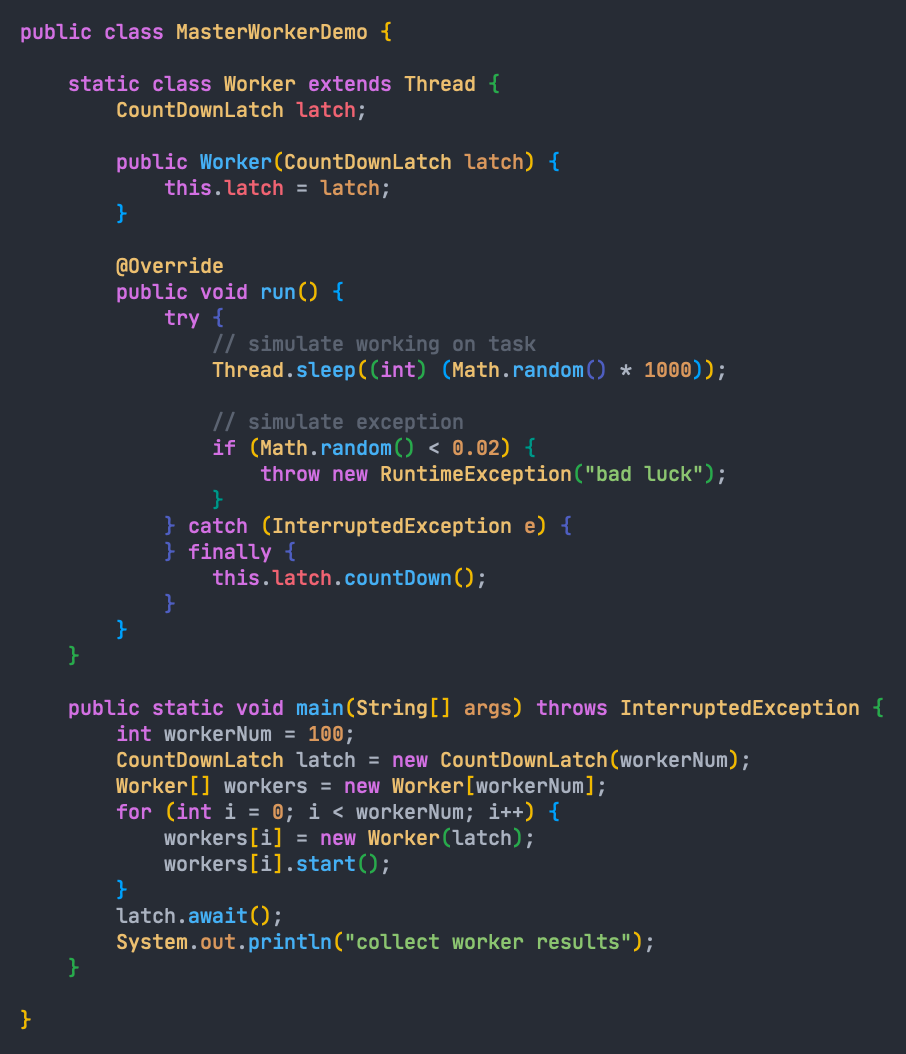 public class MasterWorkerDemo {
    static class Worker extends Thread {
        CountDownLatch latch;
        public Worker(CountDownLatch latch) {
            this.latch = latch;
        }
        @Override
        public void run() {
            try {
                // simulate working on task
                Thread.sleep((int) (Math.random() * 1000));
                // simulate exception
                if (Math.random() < 0.02) {
                    throw new RuntimeException("bad luck");
                }
            } catch (InterruptedException e) {
            } finally {
                this.latch.countDown();
            }
        }
    }
    public static void main(String[] args) throws InterruptedException {
        int workerNum = 100;
        CountDownLatch latch = new CountDownLatch(workerNum);
        Worker[] workers = new Worker[workerNum];
        for (int i = 0; i < workerNum; i++) {
            workers[i] = new Worker(latch);
            workers[i].start();
        }
        latch.await();
        System.out.println("collect worker results");
    }
}